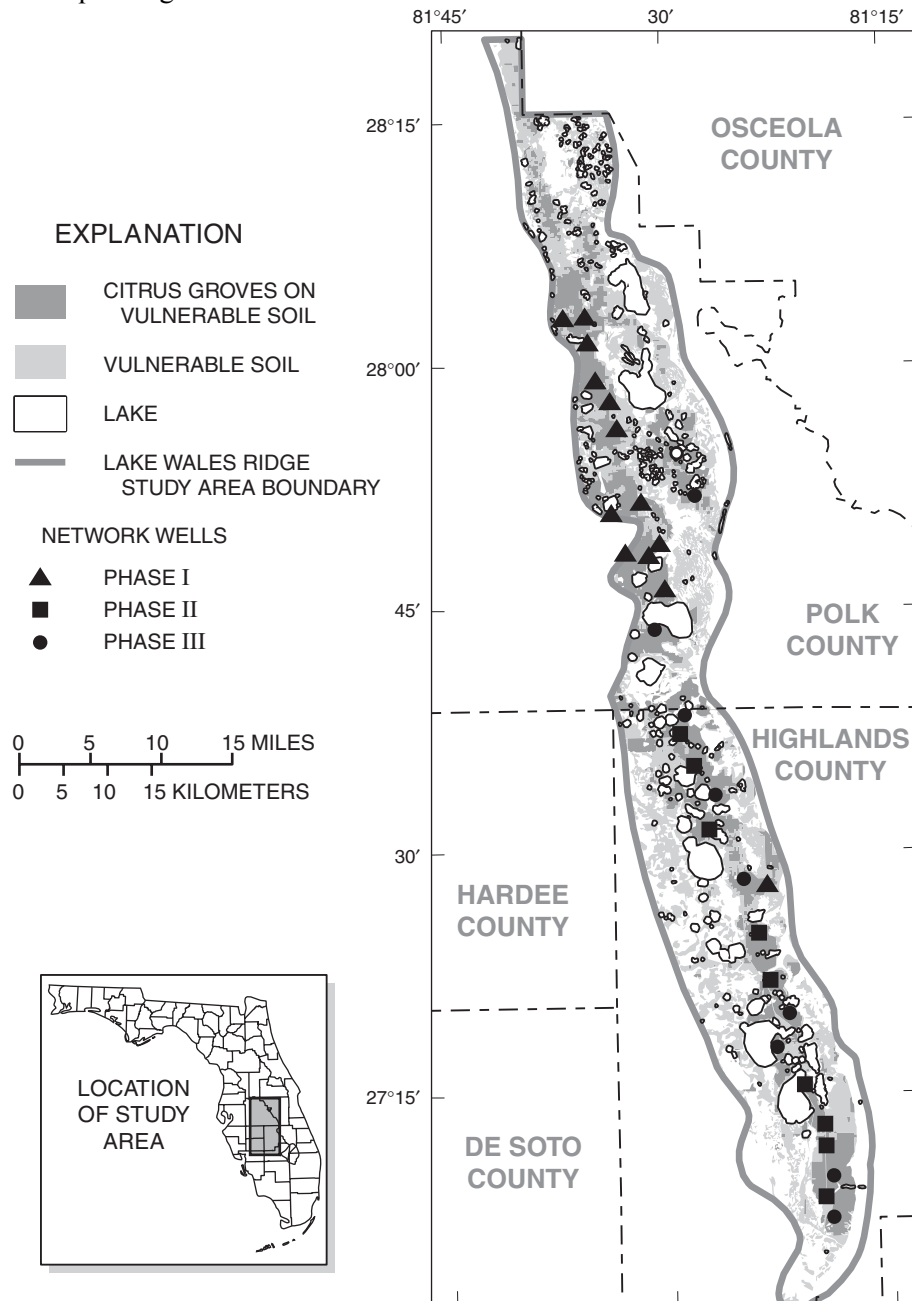 81°45′ 30′ 81°15′
28°15′
OSCEOLA
COUNTY
EXPLANATION
CITRUS GROVES ON
VULNERABLE SOIL
VULNERABLE SOIL
LAKE
LAKE WALES RIDGE
STUDY AREA BOUNDARY
NETWORK WELLS
PHASE I
PHASE II
PHASE III
28°00′
45′
POLK
COUNTY
0 5 10 15 MILES
0 5 10 15 KILOMETERS
HIGHLANDS
COUNTY
30′
HARDEE
COUNTY
LOCATION
OF STUDY
AREA
27°15′
DE SOTO
COUNTY